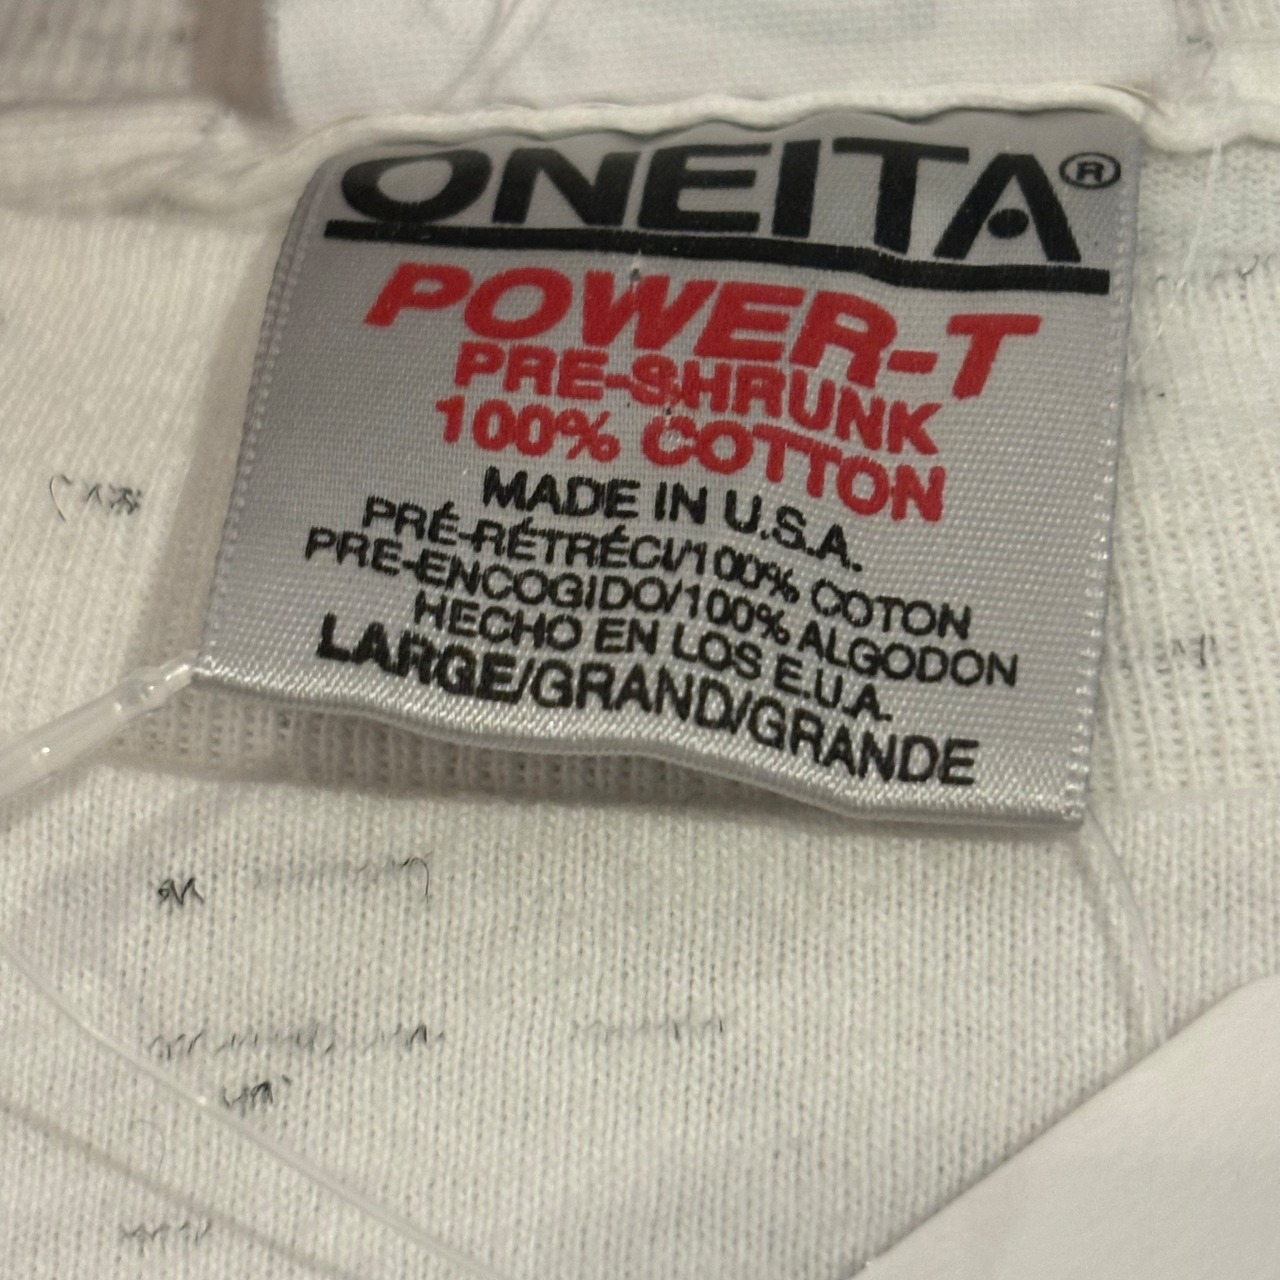 ONEITA®
POWER-T
PRE-SHRUNK
100% COTTON
MADE IN U.S.A.
PRÉ-RÉTRÉCI/100% COTON
PRE-ENCOGIDO/100% ALGODON
HECHO EN LOS E.U.A.
LARGE/GRAND/GRANDE